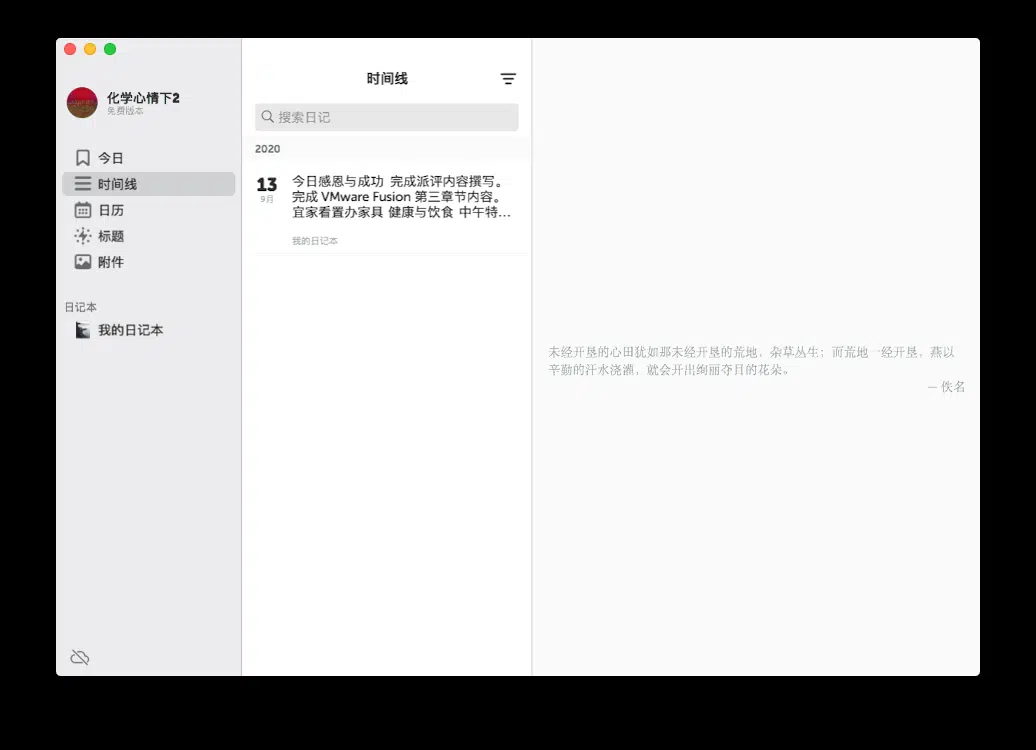 化学心情下2
免费版本
今日
时间线
日历
标题
附件
日记本
我的日记本
时间线
搜索日记
2020
13
9月
今日感恩与成功 完成派评内容撰写。
完成 VMware Fusion 第三章节内容。
宜家看置办家具 健康与饮食 中午特...
我的日记本
未经开垦的心田犹如那未经开垦的荒地，杂草丛生；而荒地一经开垦，燕以
辛勤的汗水浇灌，就会开出绚丽夺目的花朵。
— 佚名